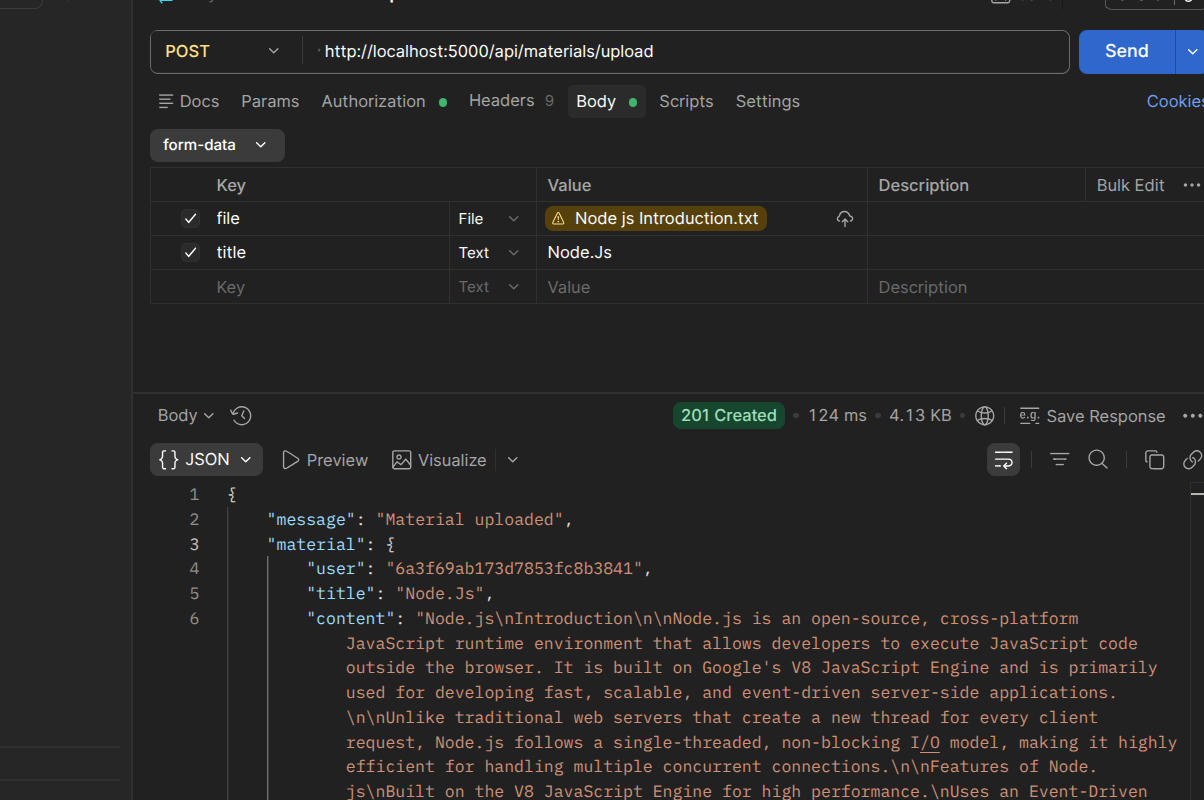 POST http://localhost:5000/api/materials/upload Send
Docs Params Authorization Headers 9 Body Scripts Settings Cookies
form-data
Key Value Description Bulk Edit
file File Node js Introduction.txt
title Text Node.Js
Key Text Value Description
Body 201 Created 124 ms 4.13 KB e.g. Save Response
{} JSON Preview Visualize
1 {
2 "message": "Material uploaded",
3 "material": {
4 "user": "6a3f69ab173d7853fc8b3841",
5 "title": "Node.Js",
6 "content": "Node.js\nIntroduction\n\nNode.js is an open-source, cross-platform
JavaScript runtime environment that allows developers to execute JavaScript code
outside the browser. It is built on Google's V8 JavaScript Engine and is primarily
used for developing fast, scalable, and event-driven server-side applications.
\n\nUnlike traditional web servers that create a new thread for every client
request, Node.js follows a single-threaded, non-blocking I/O model, making it highly
efficient for handling multiple concurrent connections.\n\nFeatures of Node.
js\nBuilt on the V8 JavaScript Engine for high performance.\nUses an Event-Driven